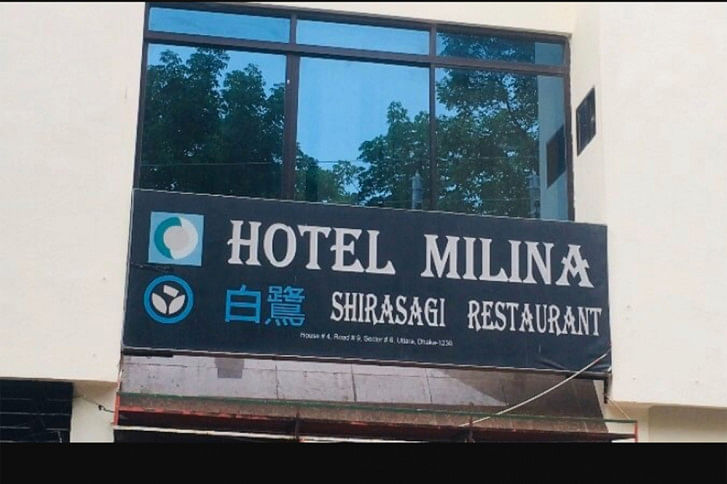 HOTEL MILINA
白鷺 SHIRASAGI RESTAURANT
House # 4, Road # 9, Sector # 6, Uttara, Dhaka-1230